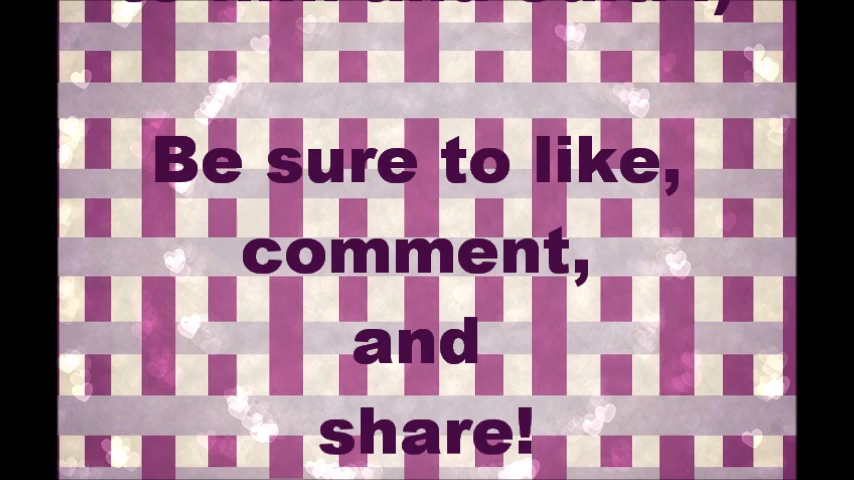 Be sure to like,
comment,
and
share!